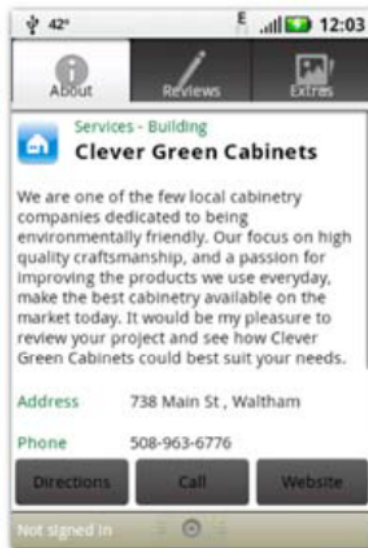 42° E 12:03
About Reviews Extras
Services - Building
Clever Green Cabinets
We are one of the few local cabinetry
companies dedicated to being
environmentally friendly. Our focus on high
quality craftsmanship, and a passion for
improving the products we use everyday,
make the best cabinetry available on the
market today. It would be my pleasure to
review your project and see how Clever
Green Cabinets could best suit your needs.
Address 738 Main St , Waltham
Phone 508-963-6776
Directions Call Website
Not signed in